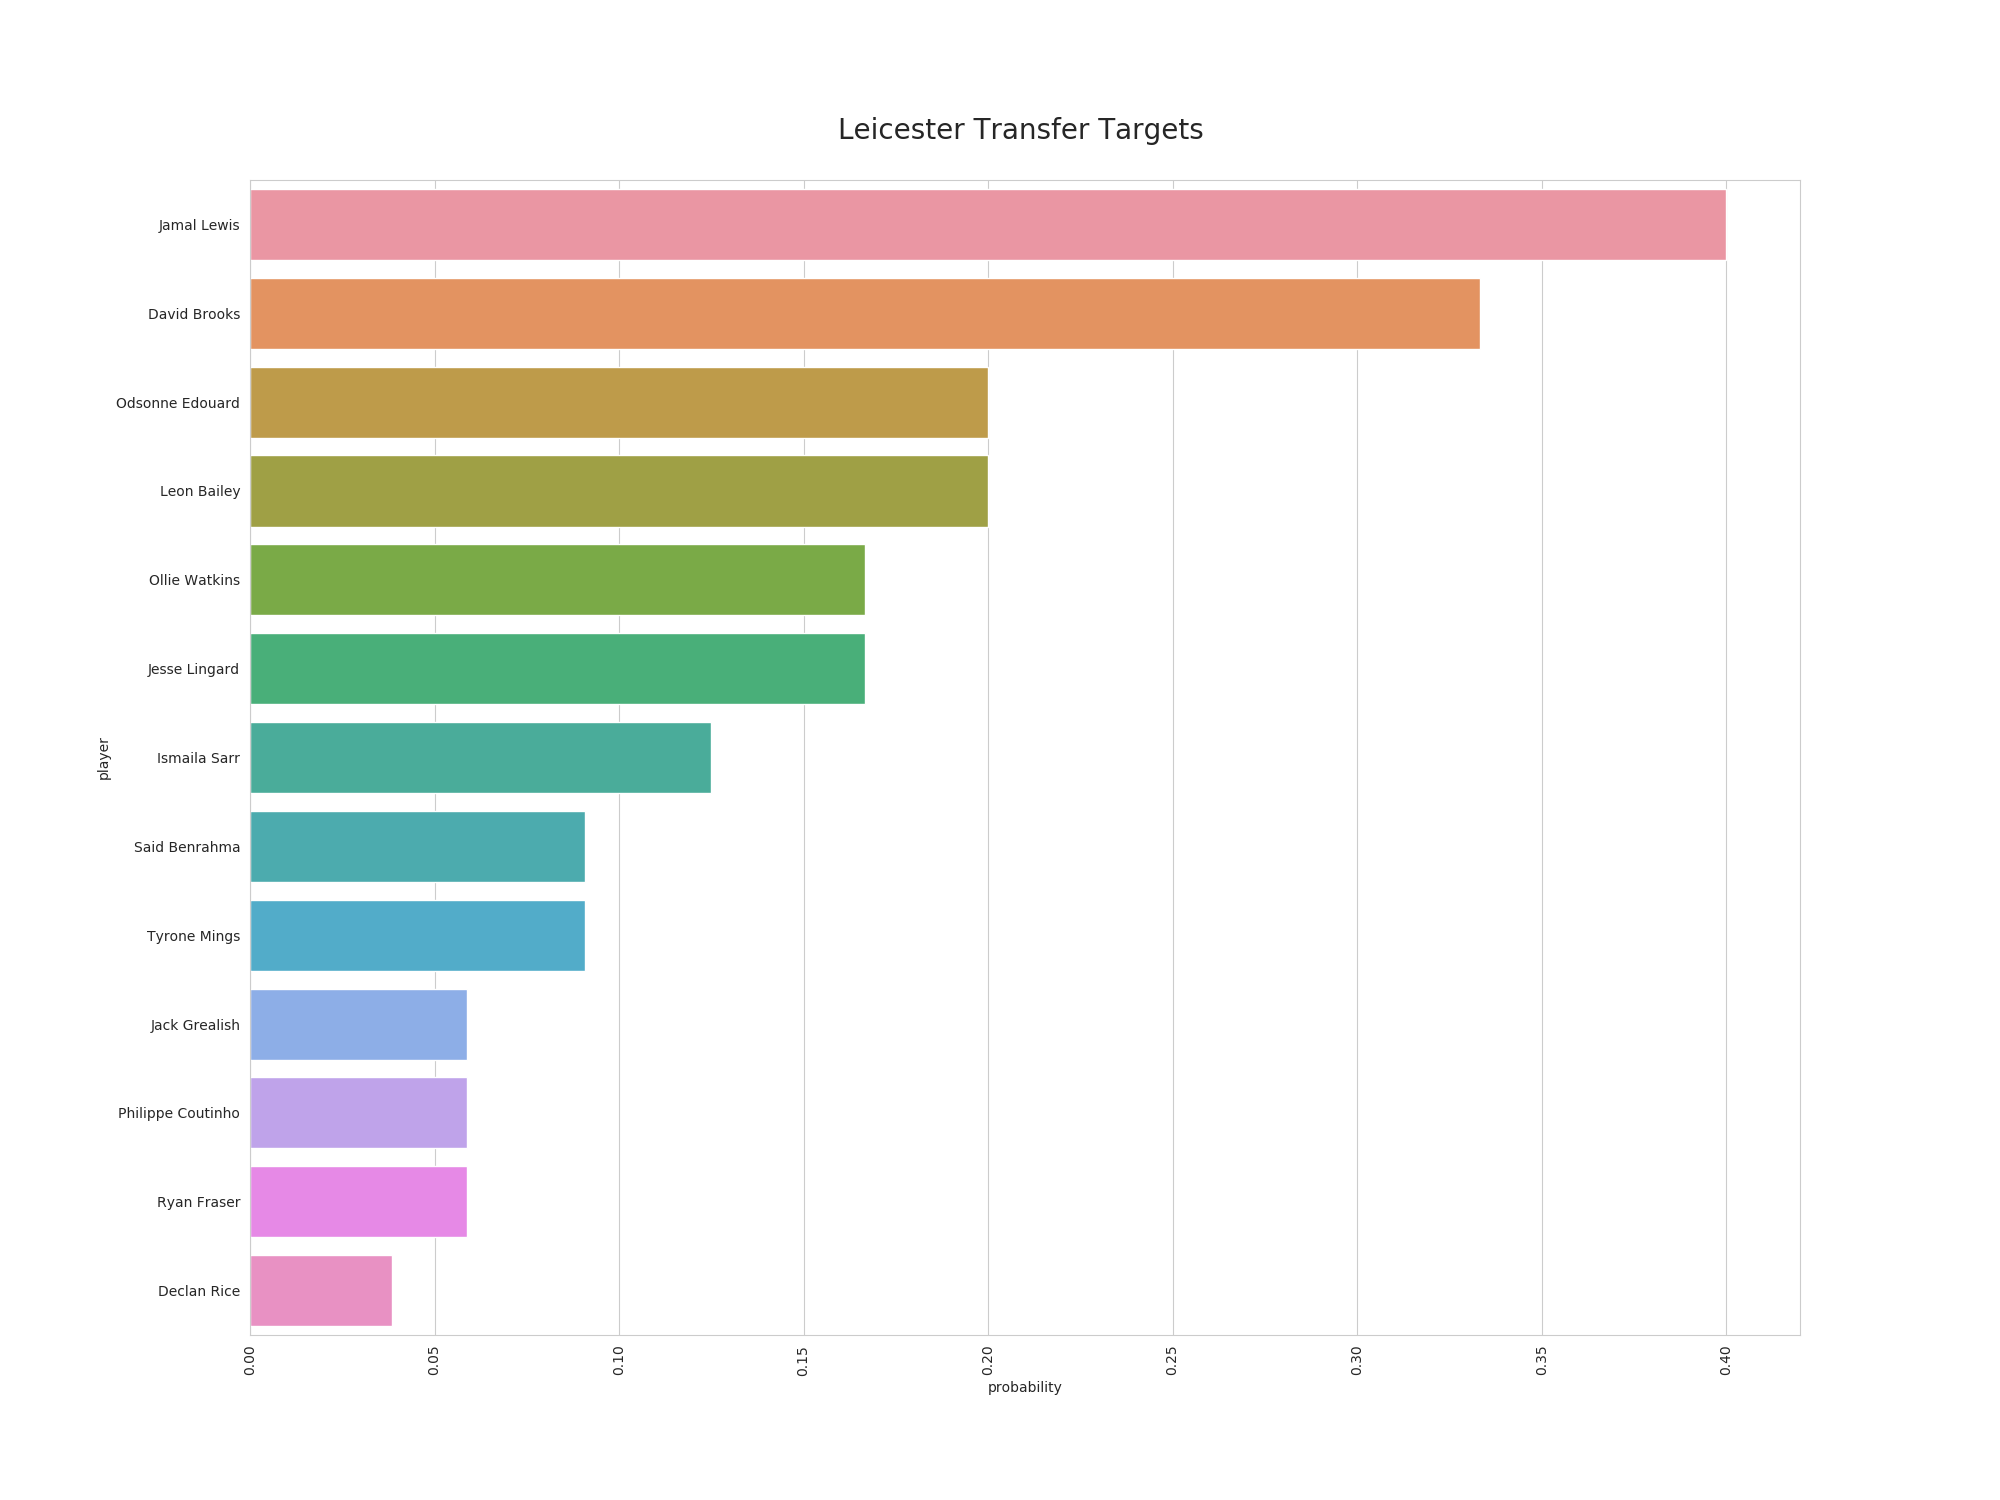 Leicester Transfer Targets
player
Jamal Lewis
David Brooks
Odsonne Edouard
Leon Bailey
Ollie Watkins
Jesse Lingard
Ismaila Sarr
Said Benrahma
Tyrone Mings
Jack Grealish
Philippe Coutinho
Ryan Fraser
Declan Rice
0.00
0.05
0.10
0.15
0.20
0.25
0.30
0.35
0.40
probability